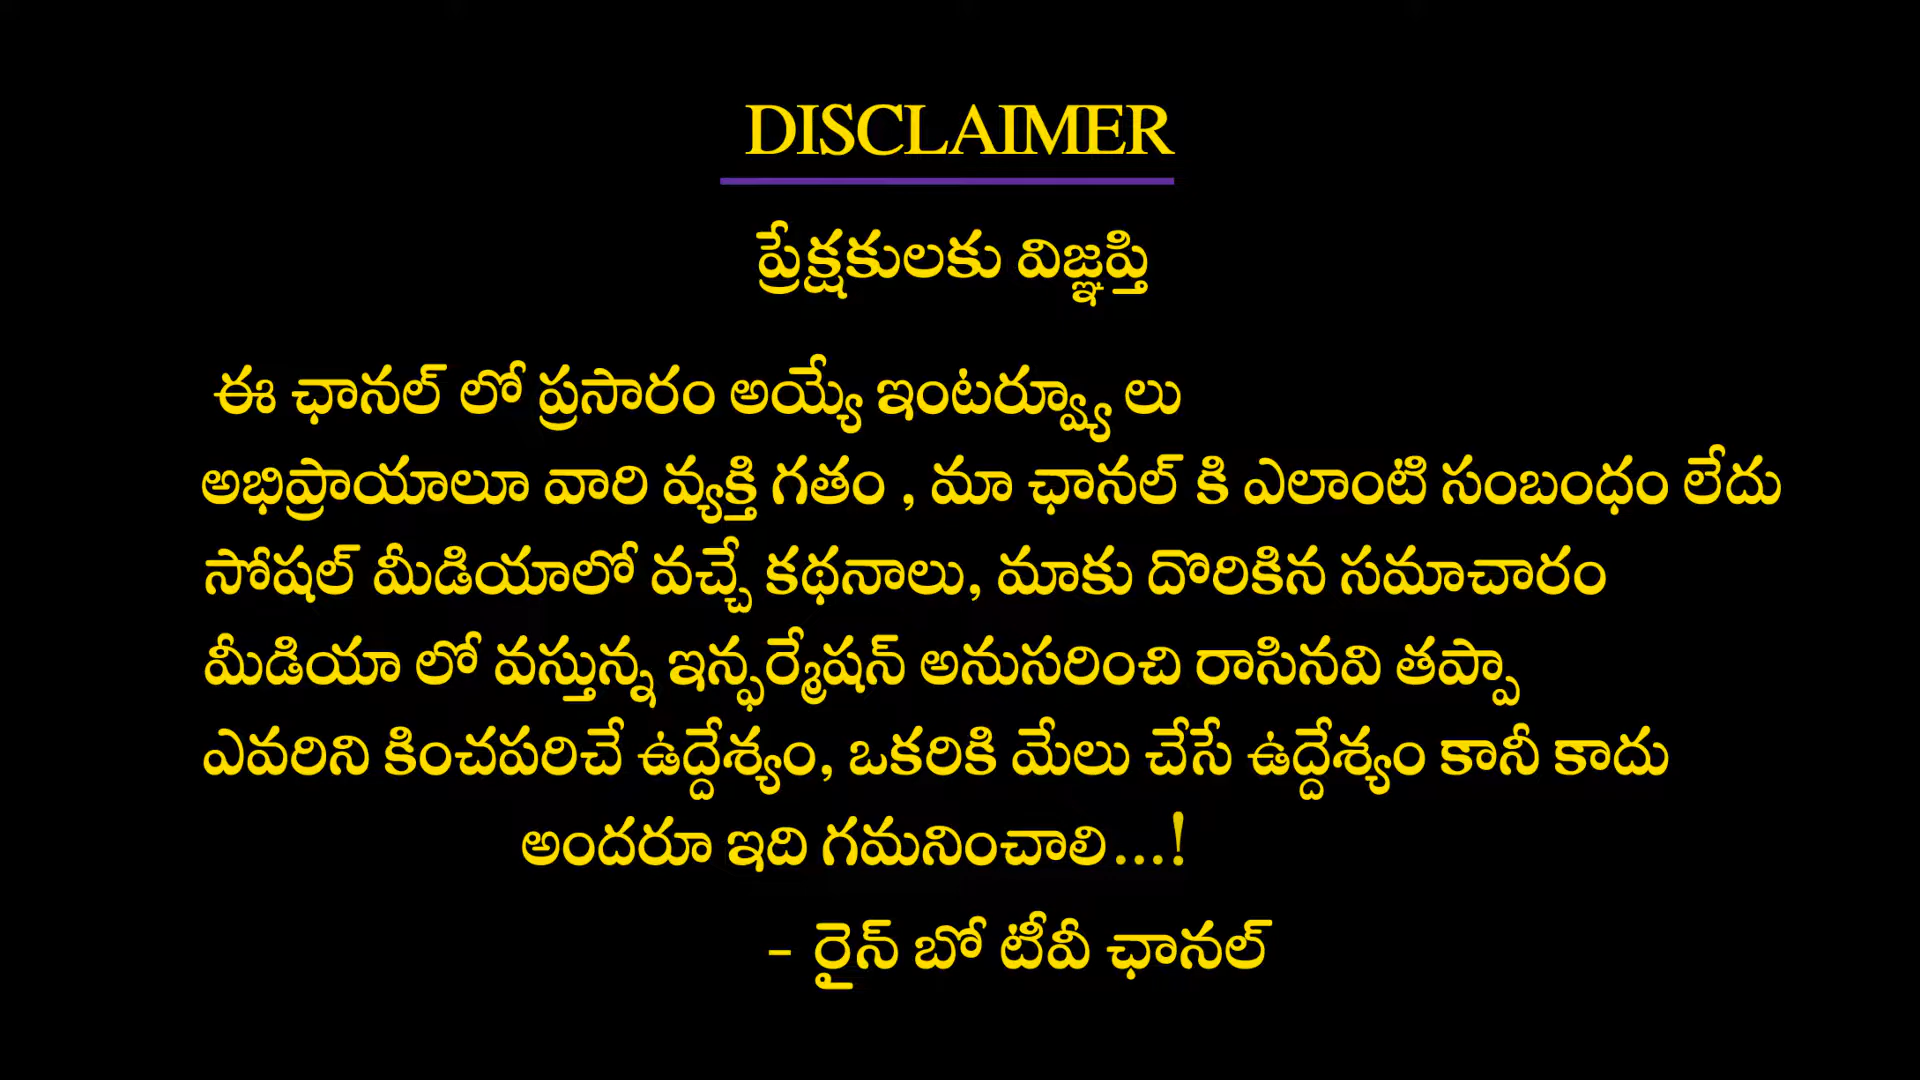 DISCLAIMER
ప్రేక్షకులకు విజ్ఞప్తి
ఈ ఛానల్ లో ప్రసారం అయ్యే ఇంటర్వ్యూ లు
అభిప్రాయాలూ వారి వ్యక్తి గతం , మా ఛానల్ కి ఎలాంటి సంబంధం లేదు
సోషల్ మీడియాలో వచ్చే కథనాలు, మాకు దొరికిన సమాచారం
మీడియా లో వస్తున్న ఇన్ఫర్మేషన్ అనుసరించి రాసినవి తప్పా
ఎవరిని కించపరిచే ఉద్దేశ్యం, ఒకరికి మేలు చేసే ఉద్దేశ్యం కానీ కాదు
అందరూ ఇది గమనించాలి...!
- రైన్ బో టీవీ ఛానల్